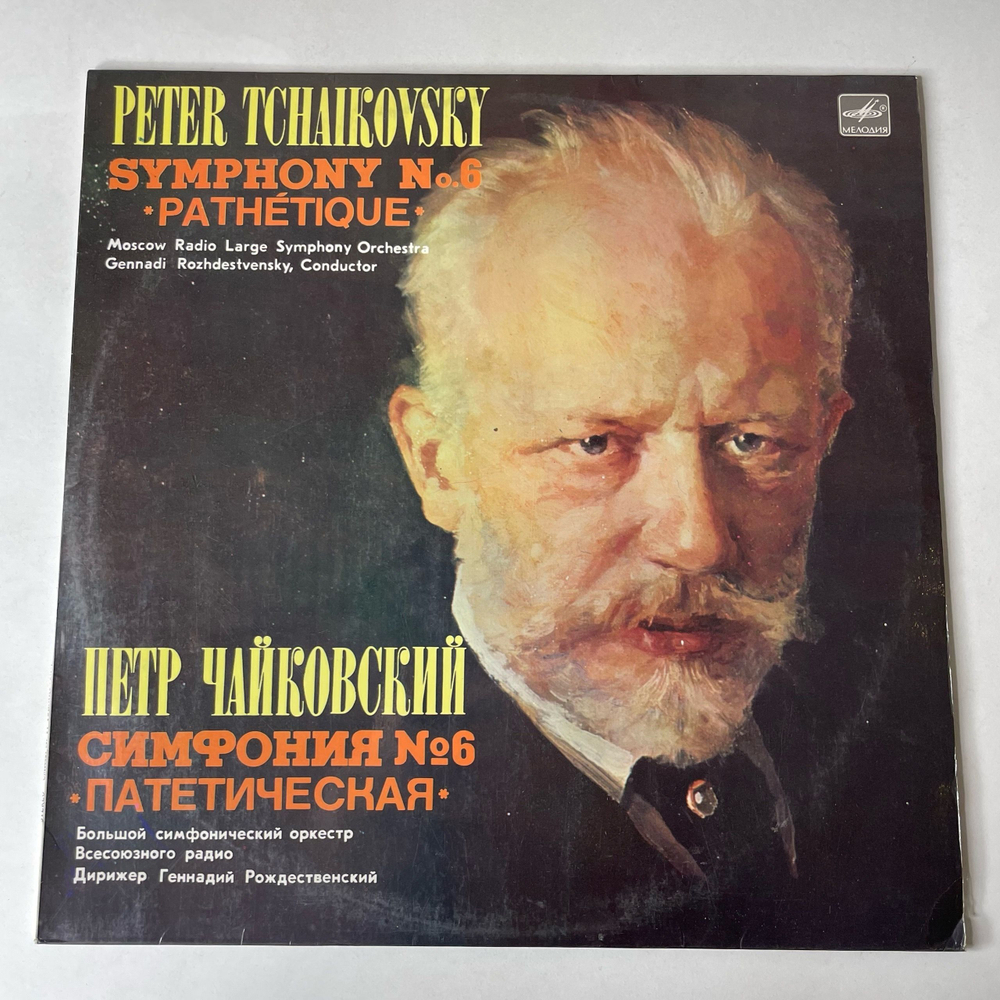 PETER TCHAIKOVSKY
SYMPHONY No.6
*PATHÉTIQUE*
Moscow Radio Large Symphony Orchestra
Gennadi Rozhdestvensky, Conductor
МЕЛОДИЯ
ПЕТР ЧАЙКОВСКИЙ
СИМФОНИЯ №6
*ПАТЕТИЧЕСКАЯ*
Большой симфонический оркестр
Всесоюзного радио
Дирижер Геннадий Рождественский